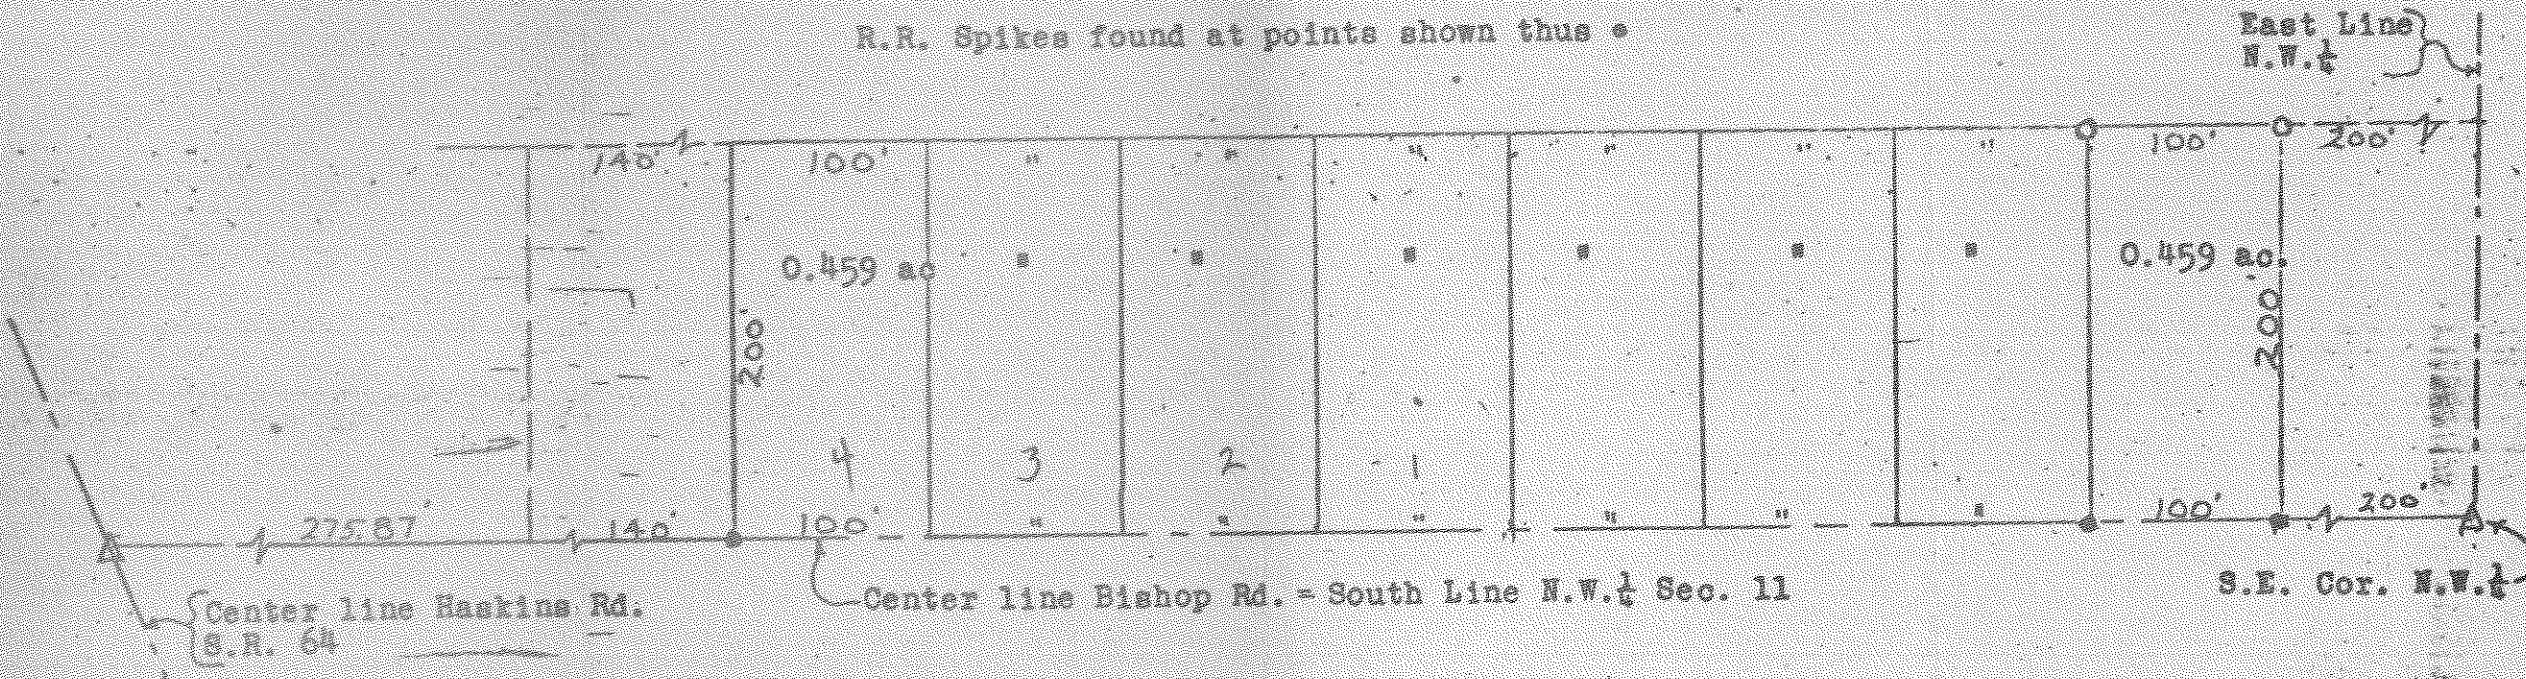 R.R. Spikes found at points shown thus
East Line
N.W.¼
140' 100' " " " " " " 100' 200'
0.459 ac " " " " " " " 0.459 ac.
200' 200'
4 3 2 1
275.87' 140' 100' " " " " " " " 100' 200'
Center line Bishop Rd. = South Line N.W.¼ Sec. 11
S.E. Cor. N.W.¼
Center line Haskins Rd.
S.R. 64